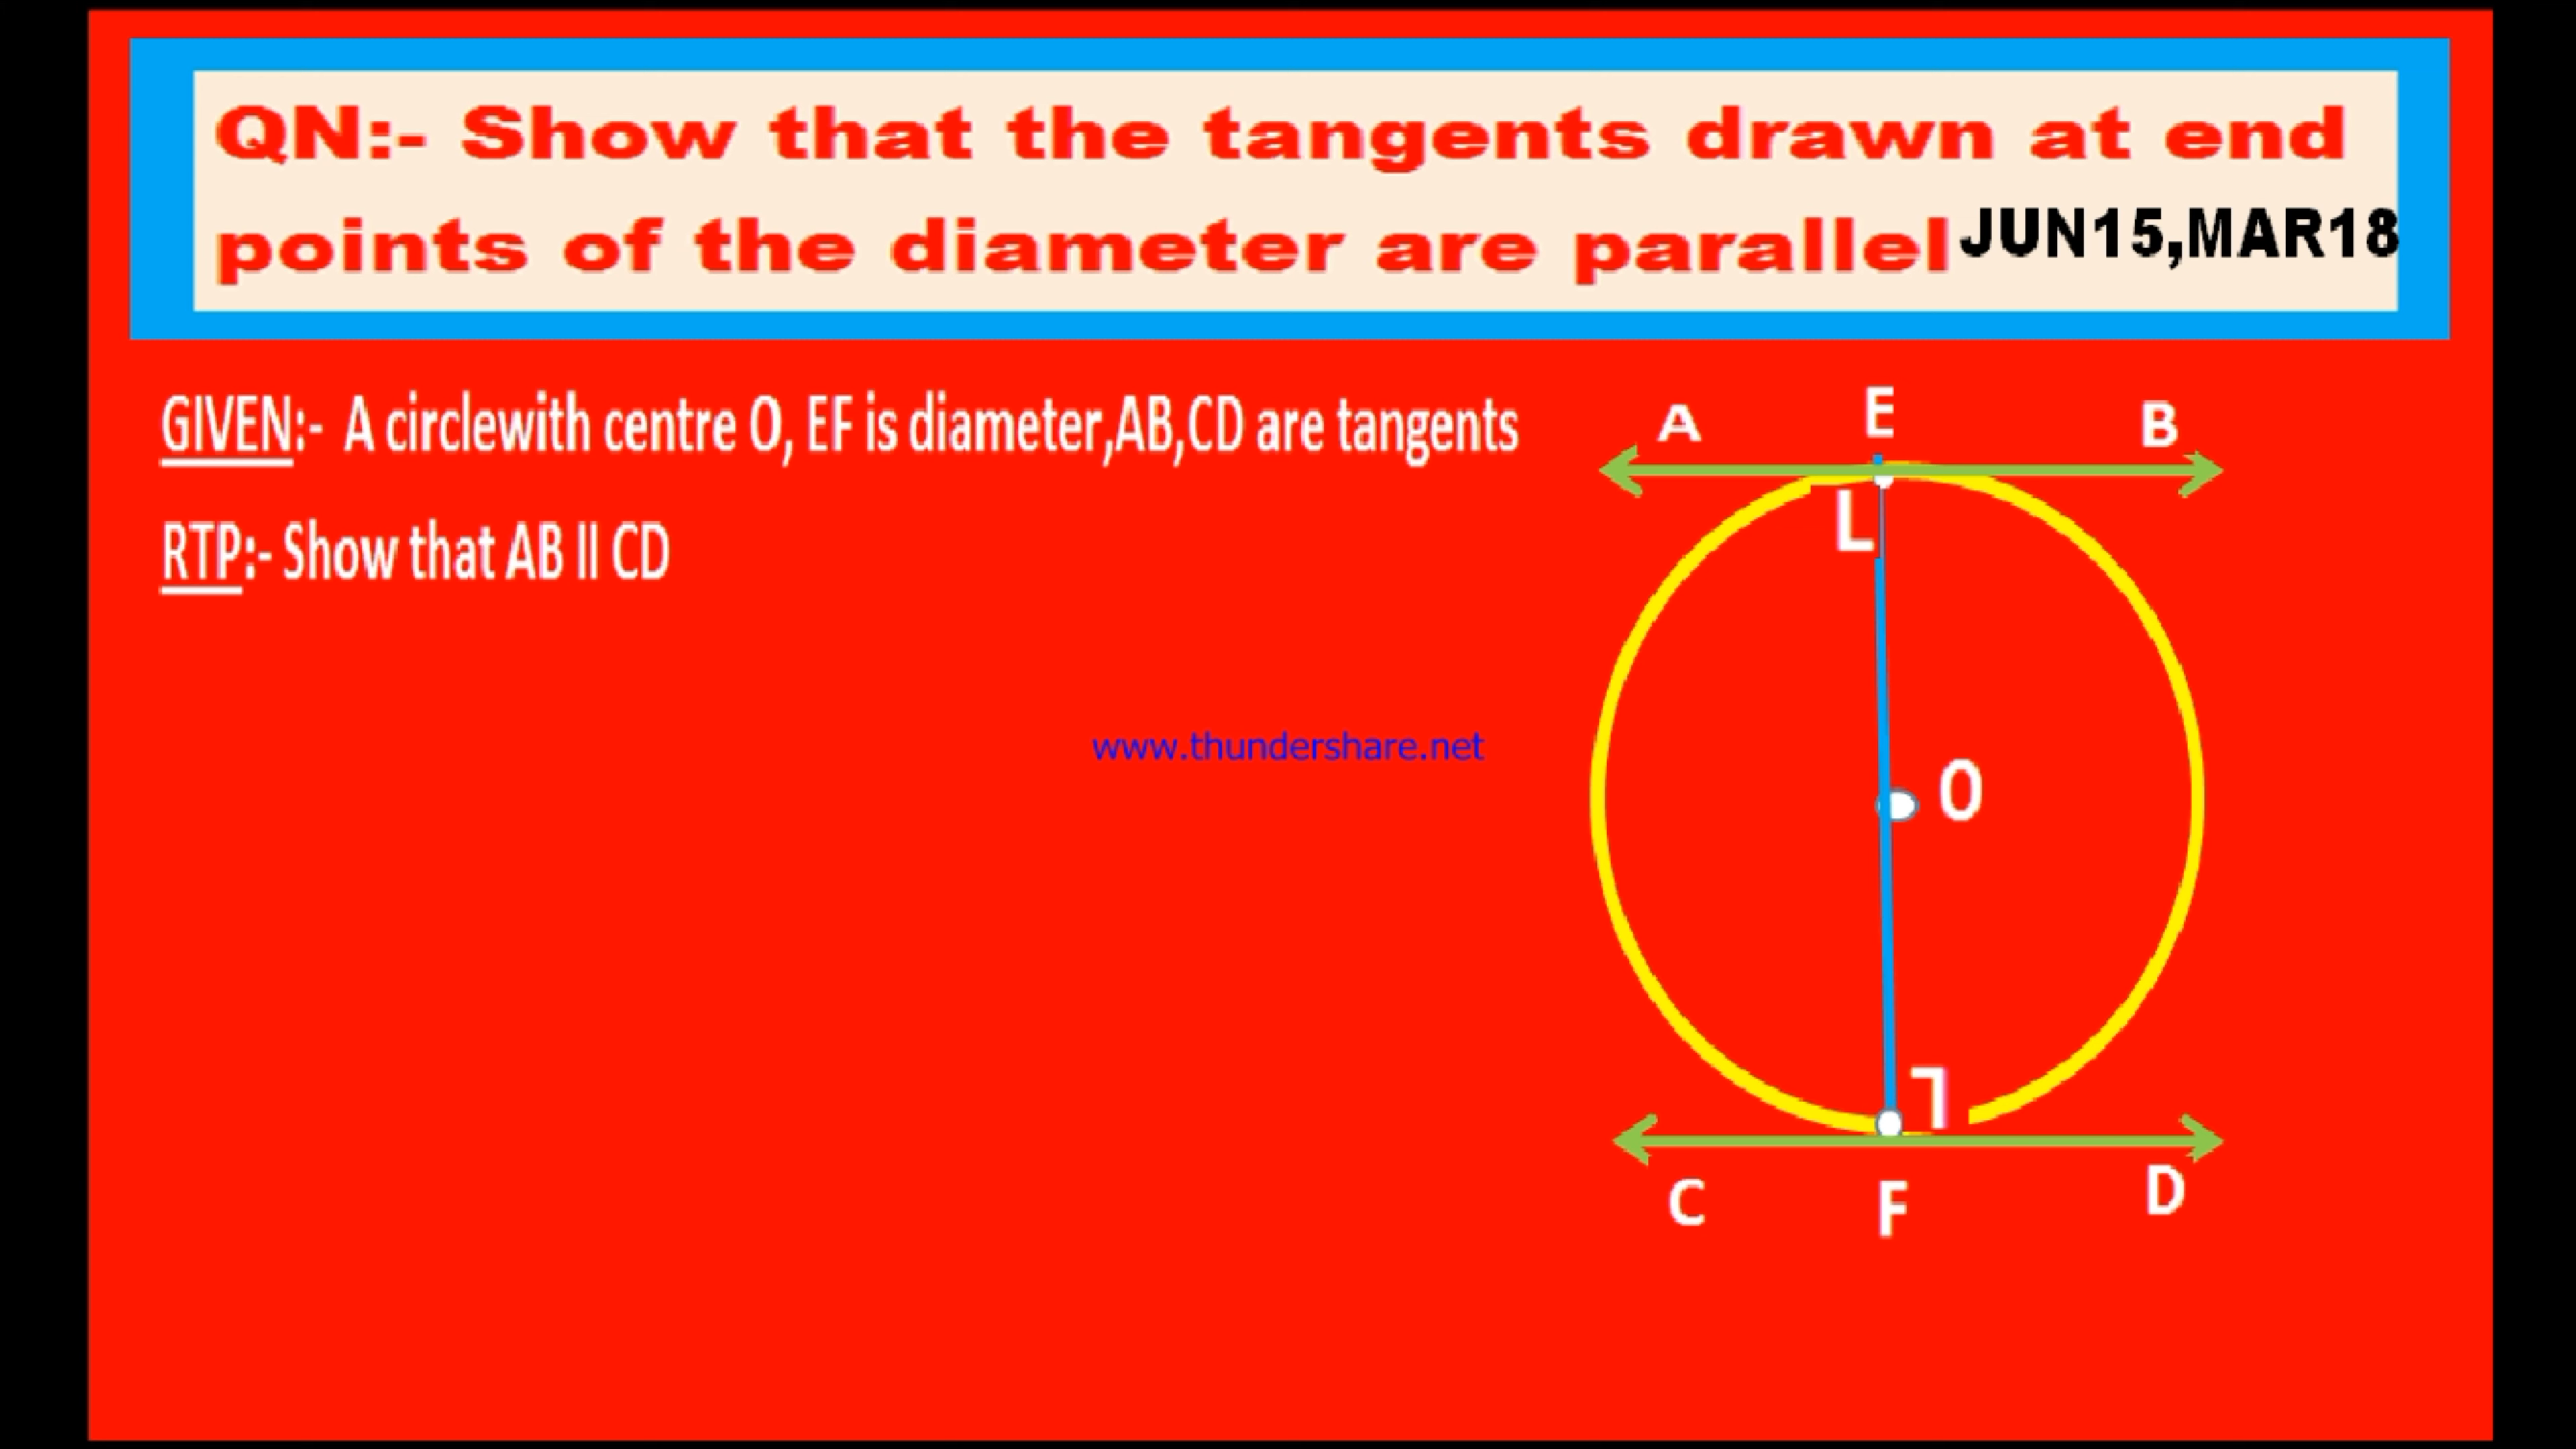 QN:- Show that the tangents drawn at end
points of the diameter are parallel JUN15,MAR18
GIVEN:- A circlewith centre O, EF is diameter,AB,CD are tangents
RTP:- Show that AB II CD
A E B
L
www.thundershare.net
O
C F D